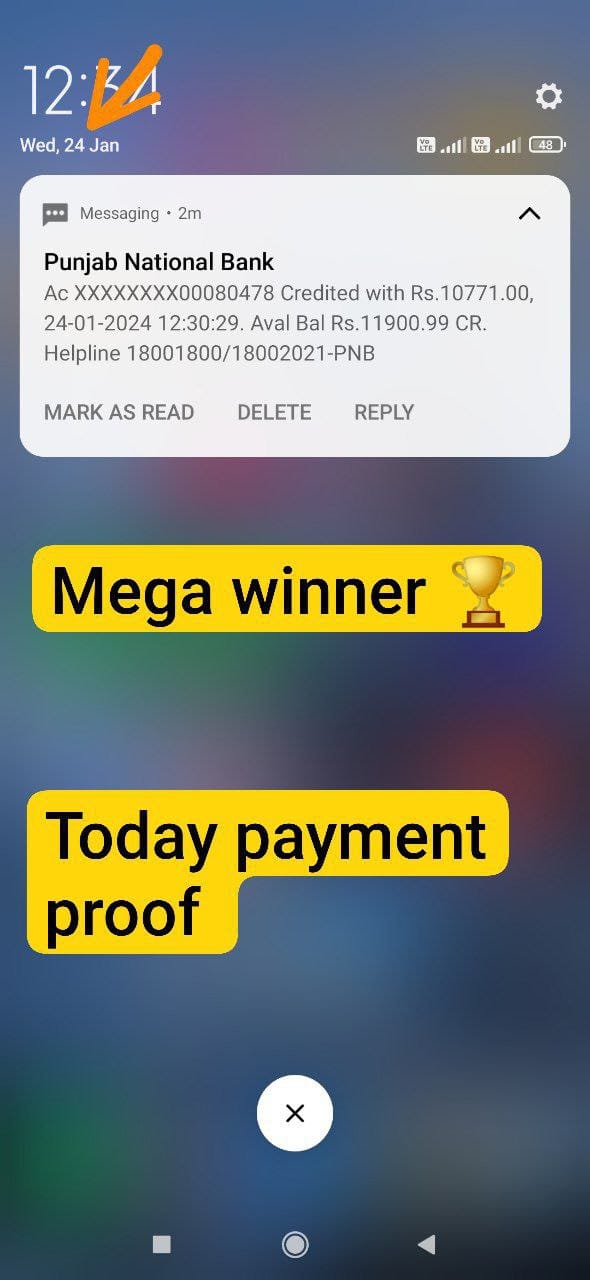 12:34
Wed, 24 Jan
Vo LTE Vo LTE 48
Messaging • 2m
Punjab National Bank
Ac XXXXXXXX00080478 Credited with Rs.10771.00,
24-01-2024 12:30:29. Aval Bal Rs.11900.99 CR.
Helpline 18001800/18002021-PNB
MARK AS READ DELETE REPLY
Mega winner 🏆
Today payment
proof